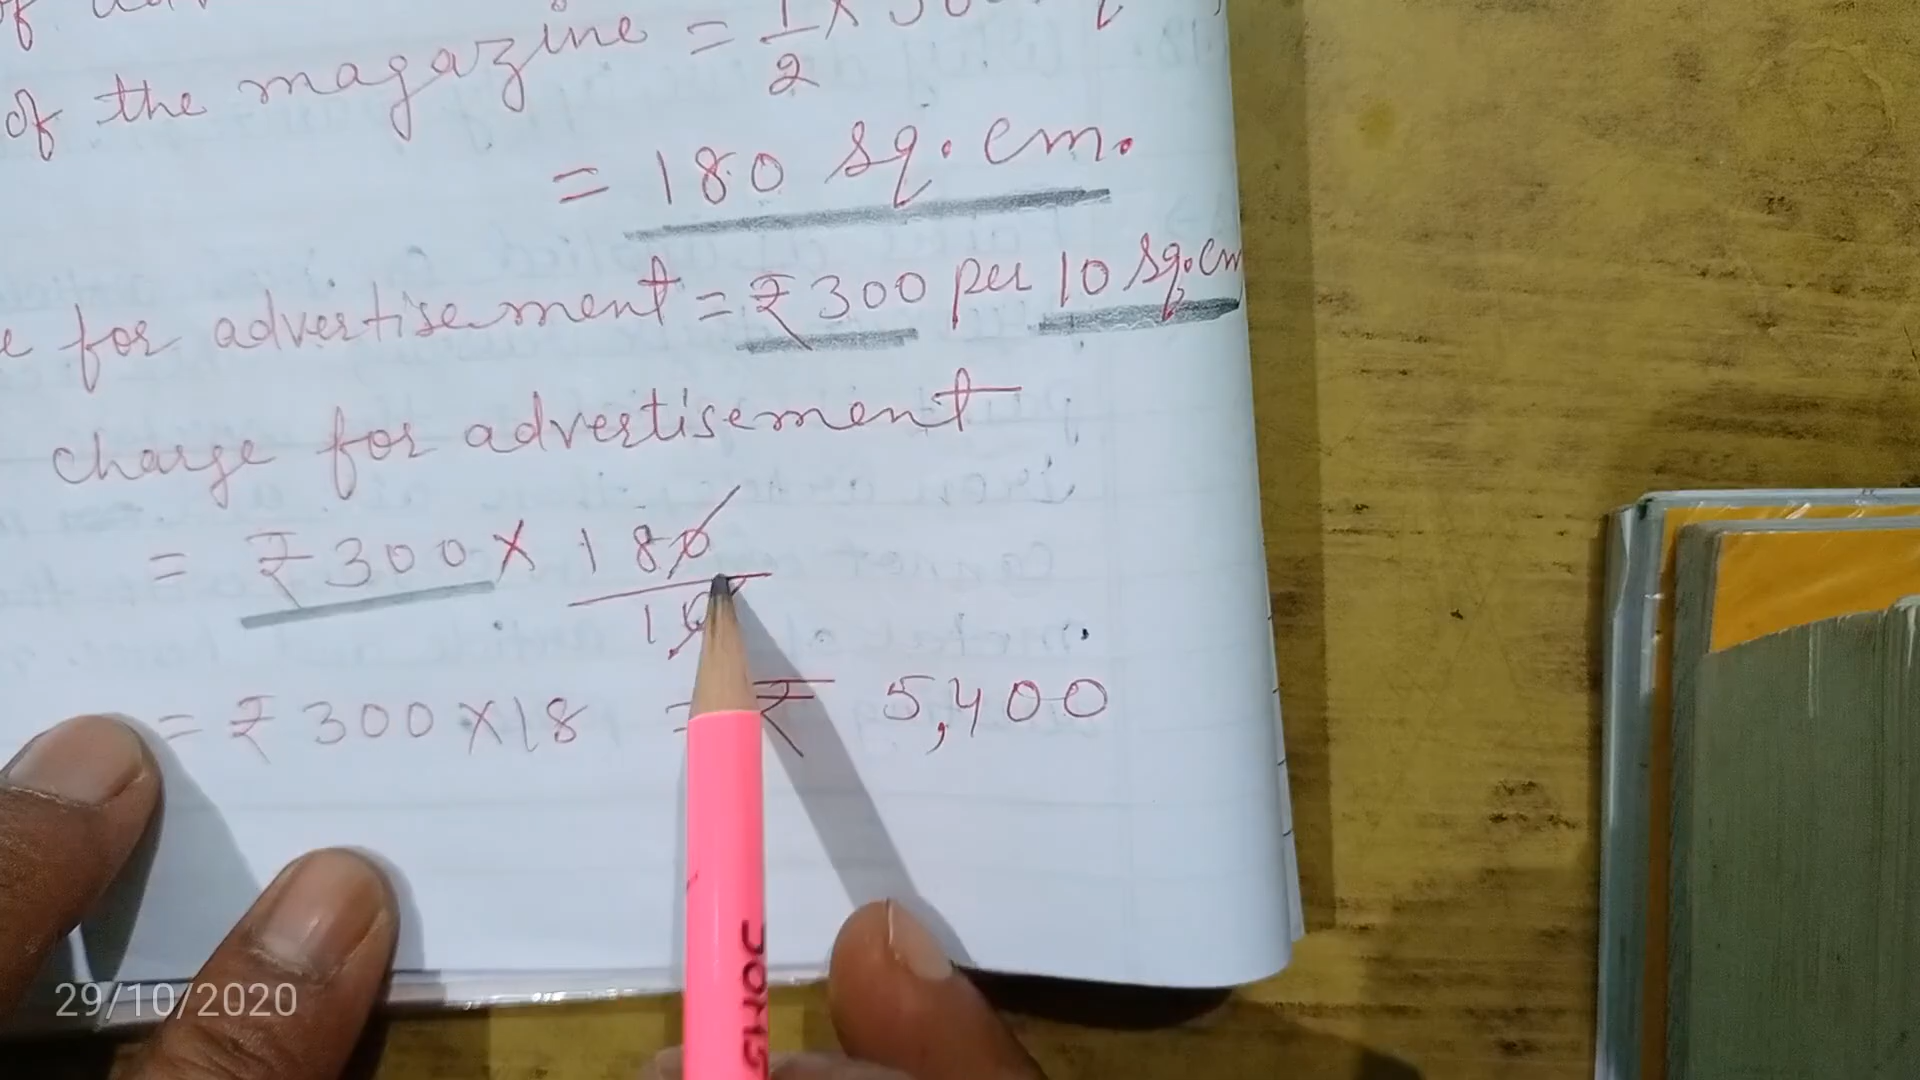 of
of the magazine = 1/2 ×
= 180 sq. cm.
e for advertisement = ₹300 per 10 sq.cm
charge for advertisement
= ₹300 × 180/10
= ₹300×18 = ₹ 5,400
29/10/2020